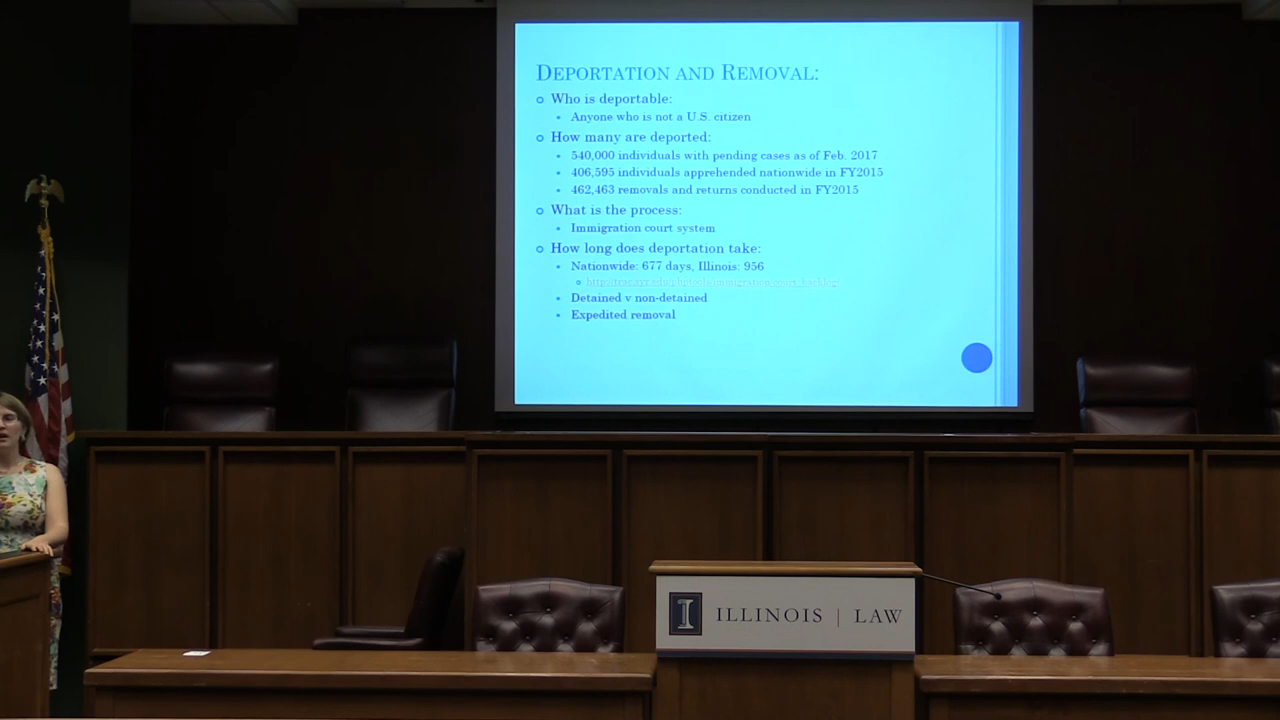 DEPORTATION AND REMOVAL:
Who is deportable:
Anyone who is not a U.S. citizen
How many are deported:
540,000 individuals with pending cases as of Feb. 2017
406,595 individuals apprehended nationwide in FY2015
462,463 removals and returns conducted in FY2015
What is the process:
Immigration court system
How long does deportation take:
Nationwide: 677 days, Illinois: 956
Detained v non-detained
Expedited removal
I ILLINOIS | LAW